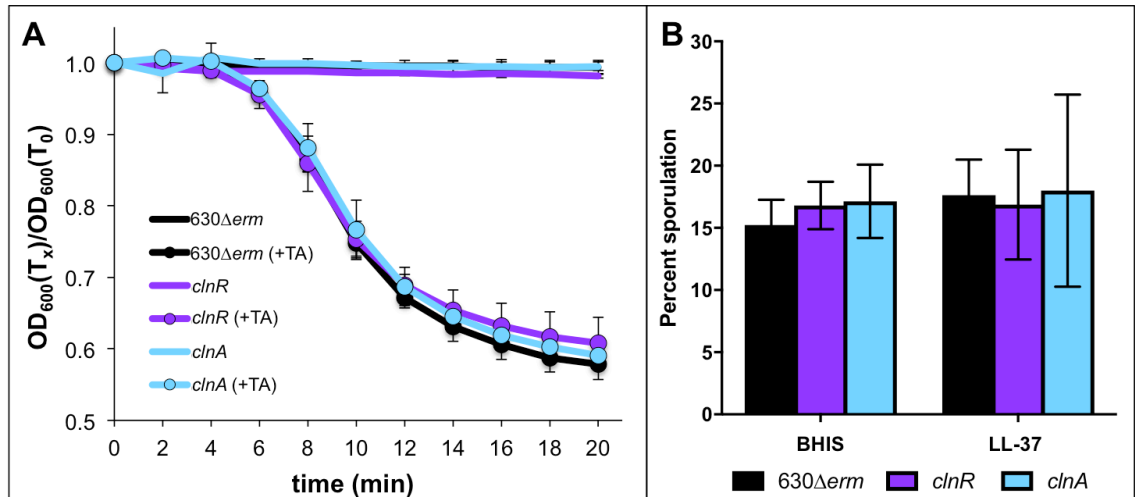 A
OD600(Tx)/OD600(T0)
1.0
0.9
0.8
0.7
0.6
0.5
630Δerm
630Δerm (+TA)
clnR
clnR (+TA)
clnA
clnA (+TA)
0 2 4 6 8 10 12 14 16 18 20
time (min)
B
Percent sporulation
30
25
20
15
10
5
0
BHIS LL-37
630Δerm clnR clnA